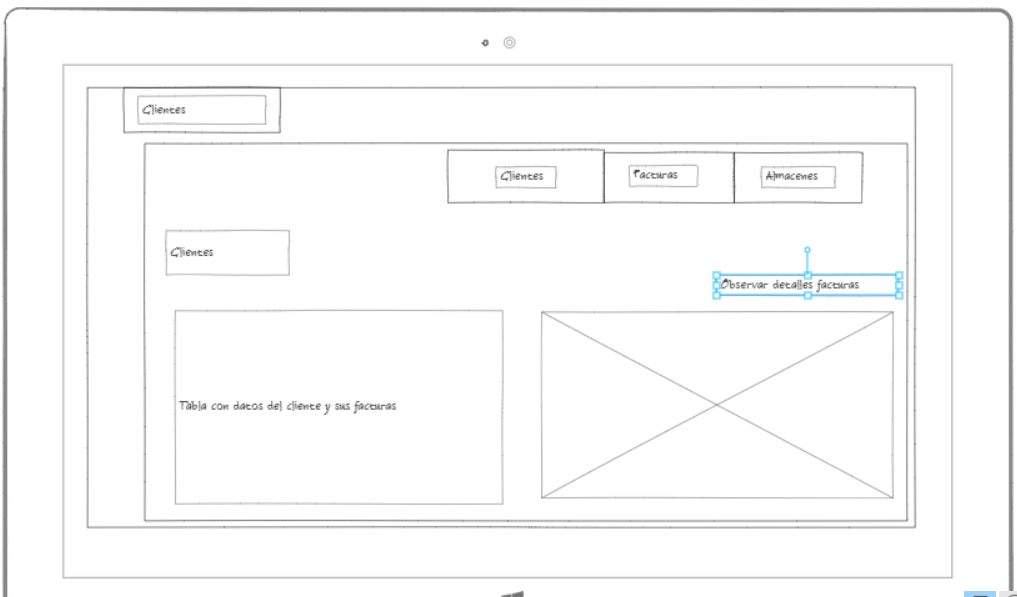 Clientes
Clientes
Facturas
Almacenes
Clientes
Observar detalles facturas
Tabla con datos del cliente y sus facturas